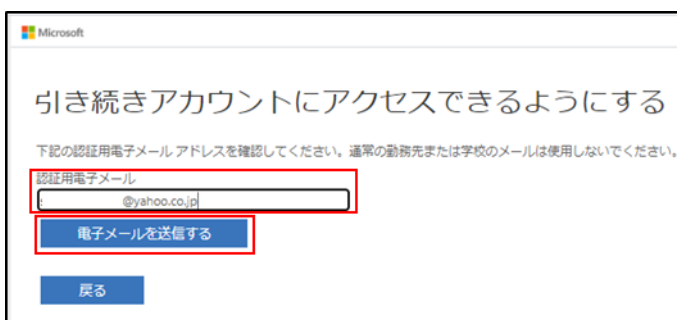 Microsoft
引き続きアカウントにアクセスできるようにする
下記の認証用電子メール アドレスを確認してください。通常の勤務先または学校のメールは使用しないでください。
認証用電子メール
@yahoo.co.jp
電子メールを送信する
戻る